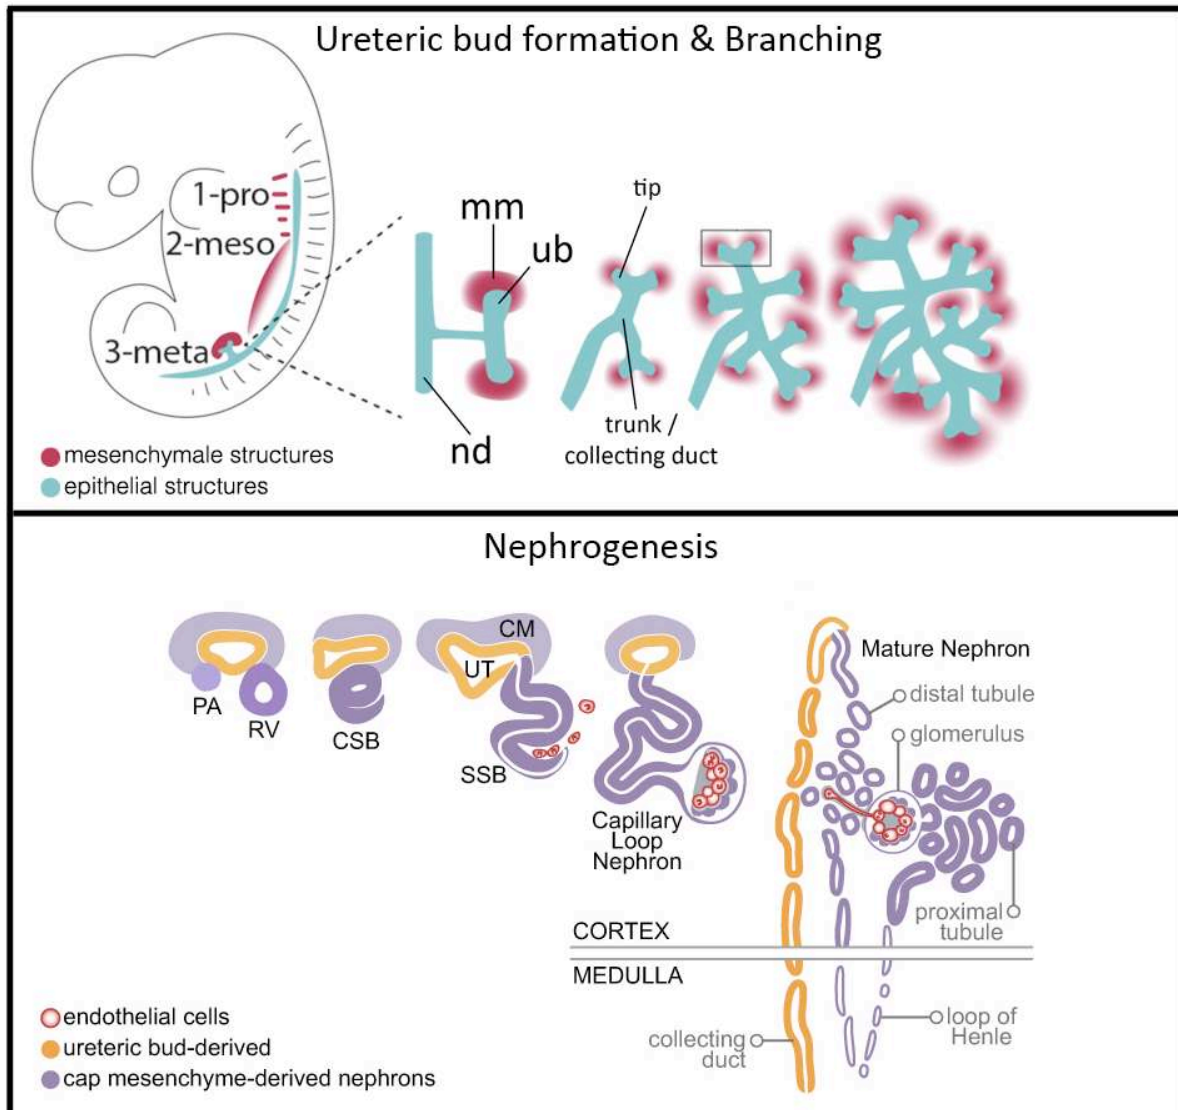 Ureteric bud formation & Branching
1-pro
2-meso
3-meta
mm
ub
nd
tip
trunk /
collecting duct
mesenchymale structures
epithelial structures
Nephrogenesis
PA
RV
CSB
UT
CM
SSB
Capillary
Loop
Nephron
Mature Nephron
distal tubule
glomerulus
proximal
tubule
CORTEX
MEDULLA
collecting
duct
loop of
Henle
endothelial cells
ureteric bud-derived
cap mesenchyme-derived nephrons